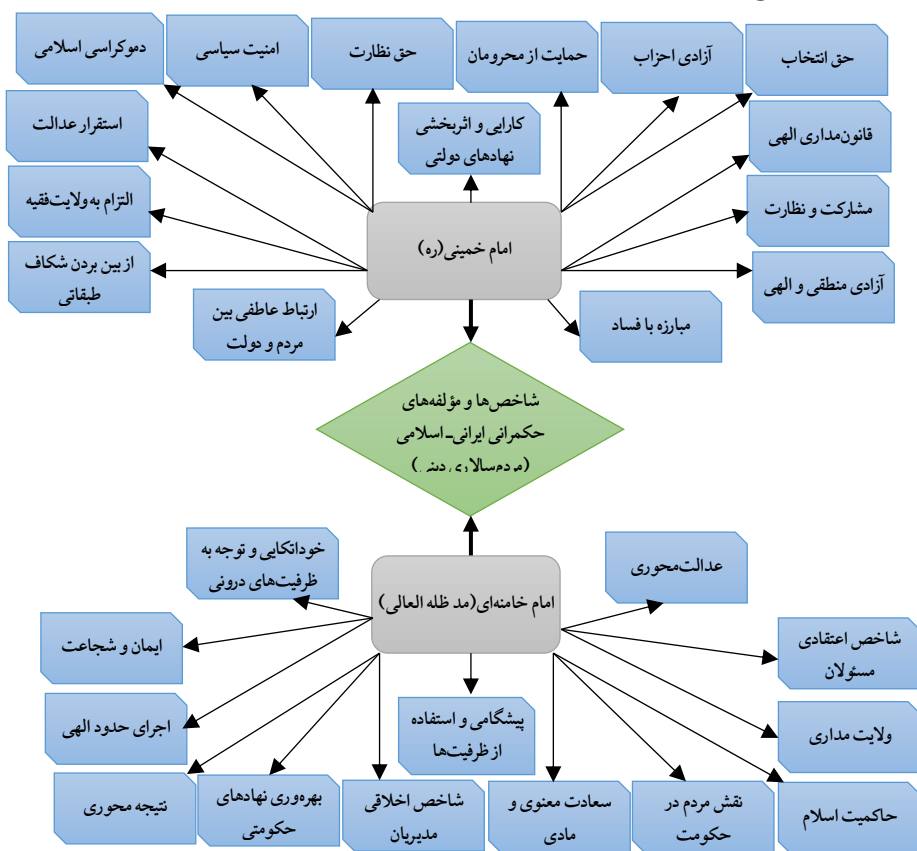 حق انتخاب
آزادی احزاب
حمایت از محرومان
حق نظارت
امنیت سیاسی
دموکراسی اسلامی
کارایی و اثربخشی
نهادهای دولتی
قانون‌مداری الهی
استقرار عدالت
مشارکت و نظارت
التزام به ولایت‌فقیه
امام خمینی(ره)
آزادی منطقی و الهی
از بین بردن شکاف
طبقاتی
مبارزه با فساد
ارتباط عاطفی بین
مردم و دولت
شاخص‌ها و مؤلفه‌های
حکمرانی ایرانی‌ـ اسلامی
(مردم‌سالاری دینی)
عدالت‌محوری
خوداتکایی و توجه به
ظرفیت‌های درونی
امام خامنه‌ای(مد ظله العالی)
شاخص اعتقادی
مسئولان
ایمان و شجاعت
ولایت مداری
پیشگامی و استفاده
از ظرفیت‌ها
اجرای حدود الهی
حاکمیت اسلام
نقش مردم در
حکومت
سعادت معنوی و
مادی
شاخص اخلاقی
مدیریان
بهره‌وری نهادهای
حکومتی
نتیجه محوری